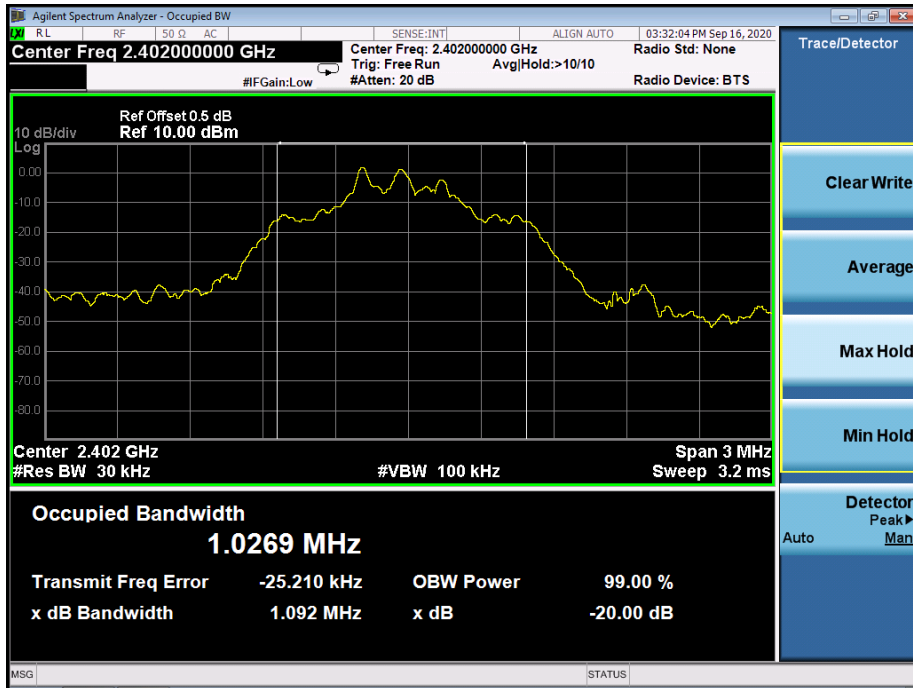 Agilent Spectrum Analyzer - Occupied BW
LXI RL RF 50 Ω AC SENSE:INT ALIGN AUTO 03:32:04 PM Sep 16, 2020
Center Freq 2.402000000 GHz
Center Freq: 2.402000000 GHz
Radio Std: None
Trig: Free Run Avg|Hold:>10/10
#IFGain:Low
#Atten: 20 dB
Radio Device: BTS
Ref Offset 0.5 dB
10 dB/div Ref 10.00 dBm
Log
0.00
-10.0
-20.0
-30.0
-40.0
-50.0
-60.0
-70.0
-80.0
Center 2.402 GHz Span 3 MHz
#Res BW 30 kHz #VBW 100 kHz Sweep 3.2 ms
Occupied Bandwidth
1.0269 MHz
Transmit Freq Error -25.210 kHz OBW Power 99.00 %
x dB Bandwidth 1.092 MHz x dB -20.00 dB
MSG STATUS
Trace/Detector
Clear Write
Average
Max Hold
Min Hold
Detector
Peak▶
Auto Man